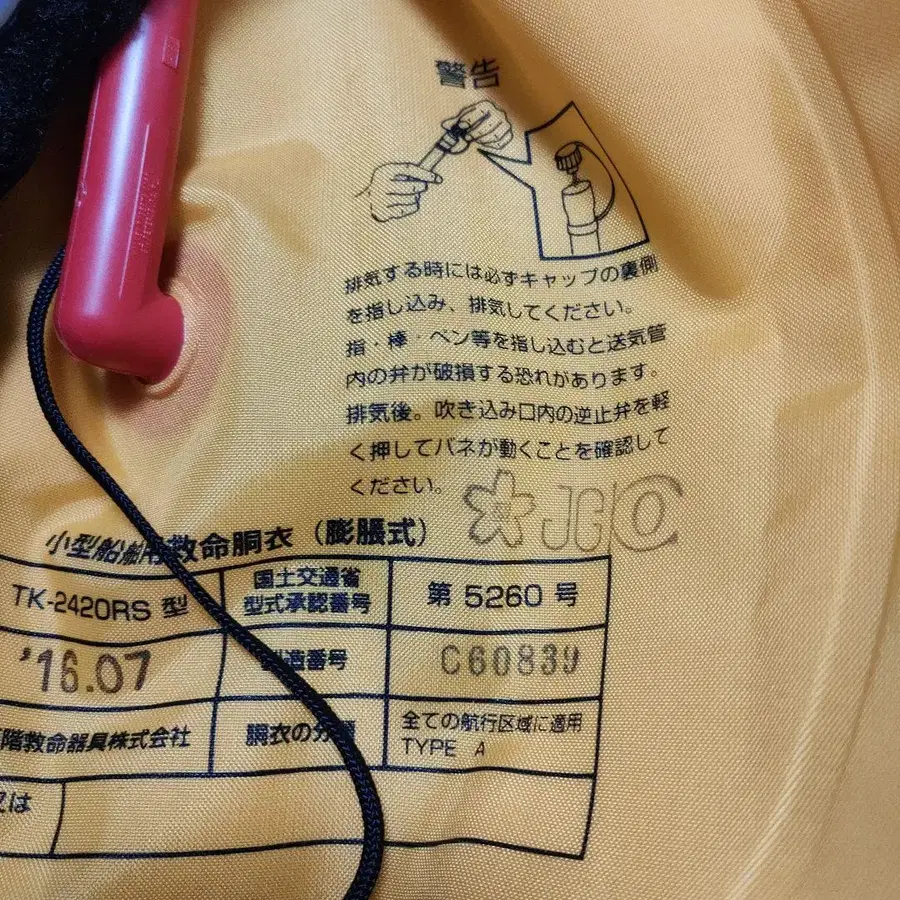 警告
排気する時には必ずキャップの裏側
を指し込み、排気してください。
指・棒・ペン等を指し込むと送気管
内の弁が破損する恐れがあります。
排気後。吹き込み口内の逆止弁を軽
く押してバネが動くことを確認して
ください。
小型船舶用救命胴衣(膨脹式)
TK-2420RS 型
国土交通省
型式承認番号
第 5260 号
'16.07
製造番号
C60839
階救命器具株式会社
胴衣の分類
全ての航行区域に適用
TYPE A
又は